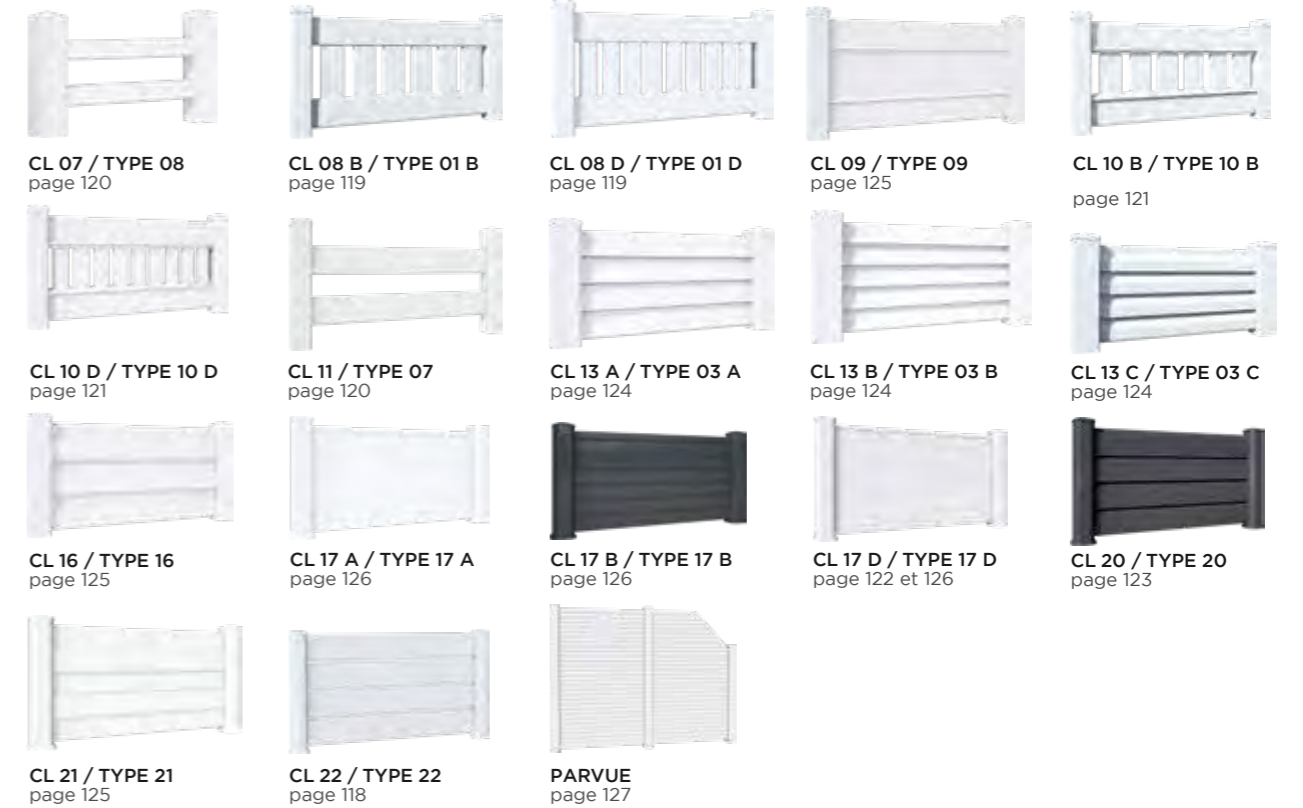 CL 07 / TYPE 08
page 120
CL 08 B / TYPE 01 B
page 119
CL 08 D / TYPE 01 D
page 119
CL 09 / TYPE 09
page 125
CL 10 B / TYPE 10 B
page 121
CL 10 D / TYPE 10 D
page 121
CL 11 / TYPE 07
page 120
CL 13 A / TYPE 03 A
page 124
CL 13 B / TYPE 03 B
page 124
CL 13 C / TYPE 03 C
page 124
CL 16 / TYPE 16
page 125
CL 17 A / TYPE 17 A
page 126
CL 17 B / TYPE 17 B
page 126
CL 17 D / TYPE 17 D
page 122 et 126
CL 20 / TYPE 20
page 123
CL 21 / TYPE 21
page 125
CL 22 / TYPE 22
page 118
PARVUE
page 127